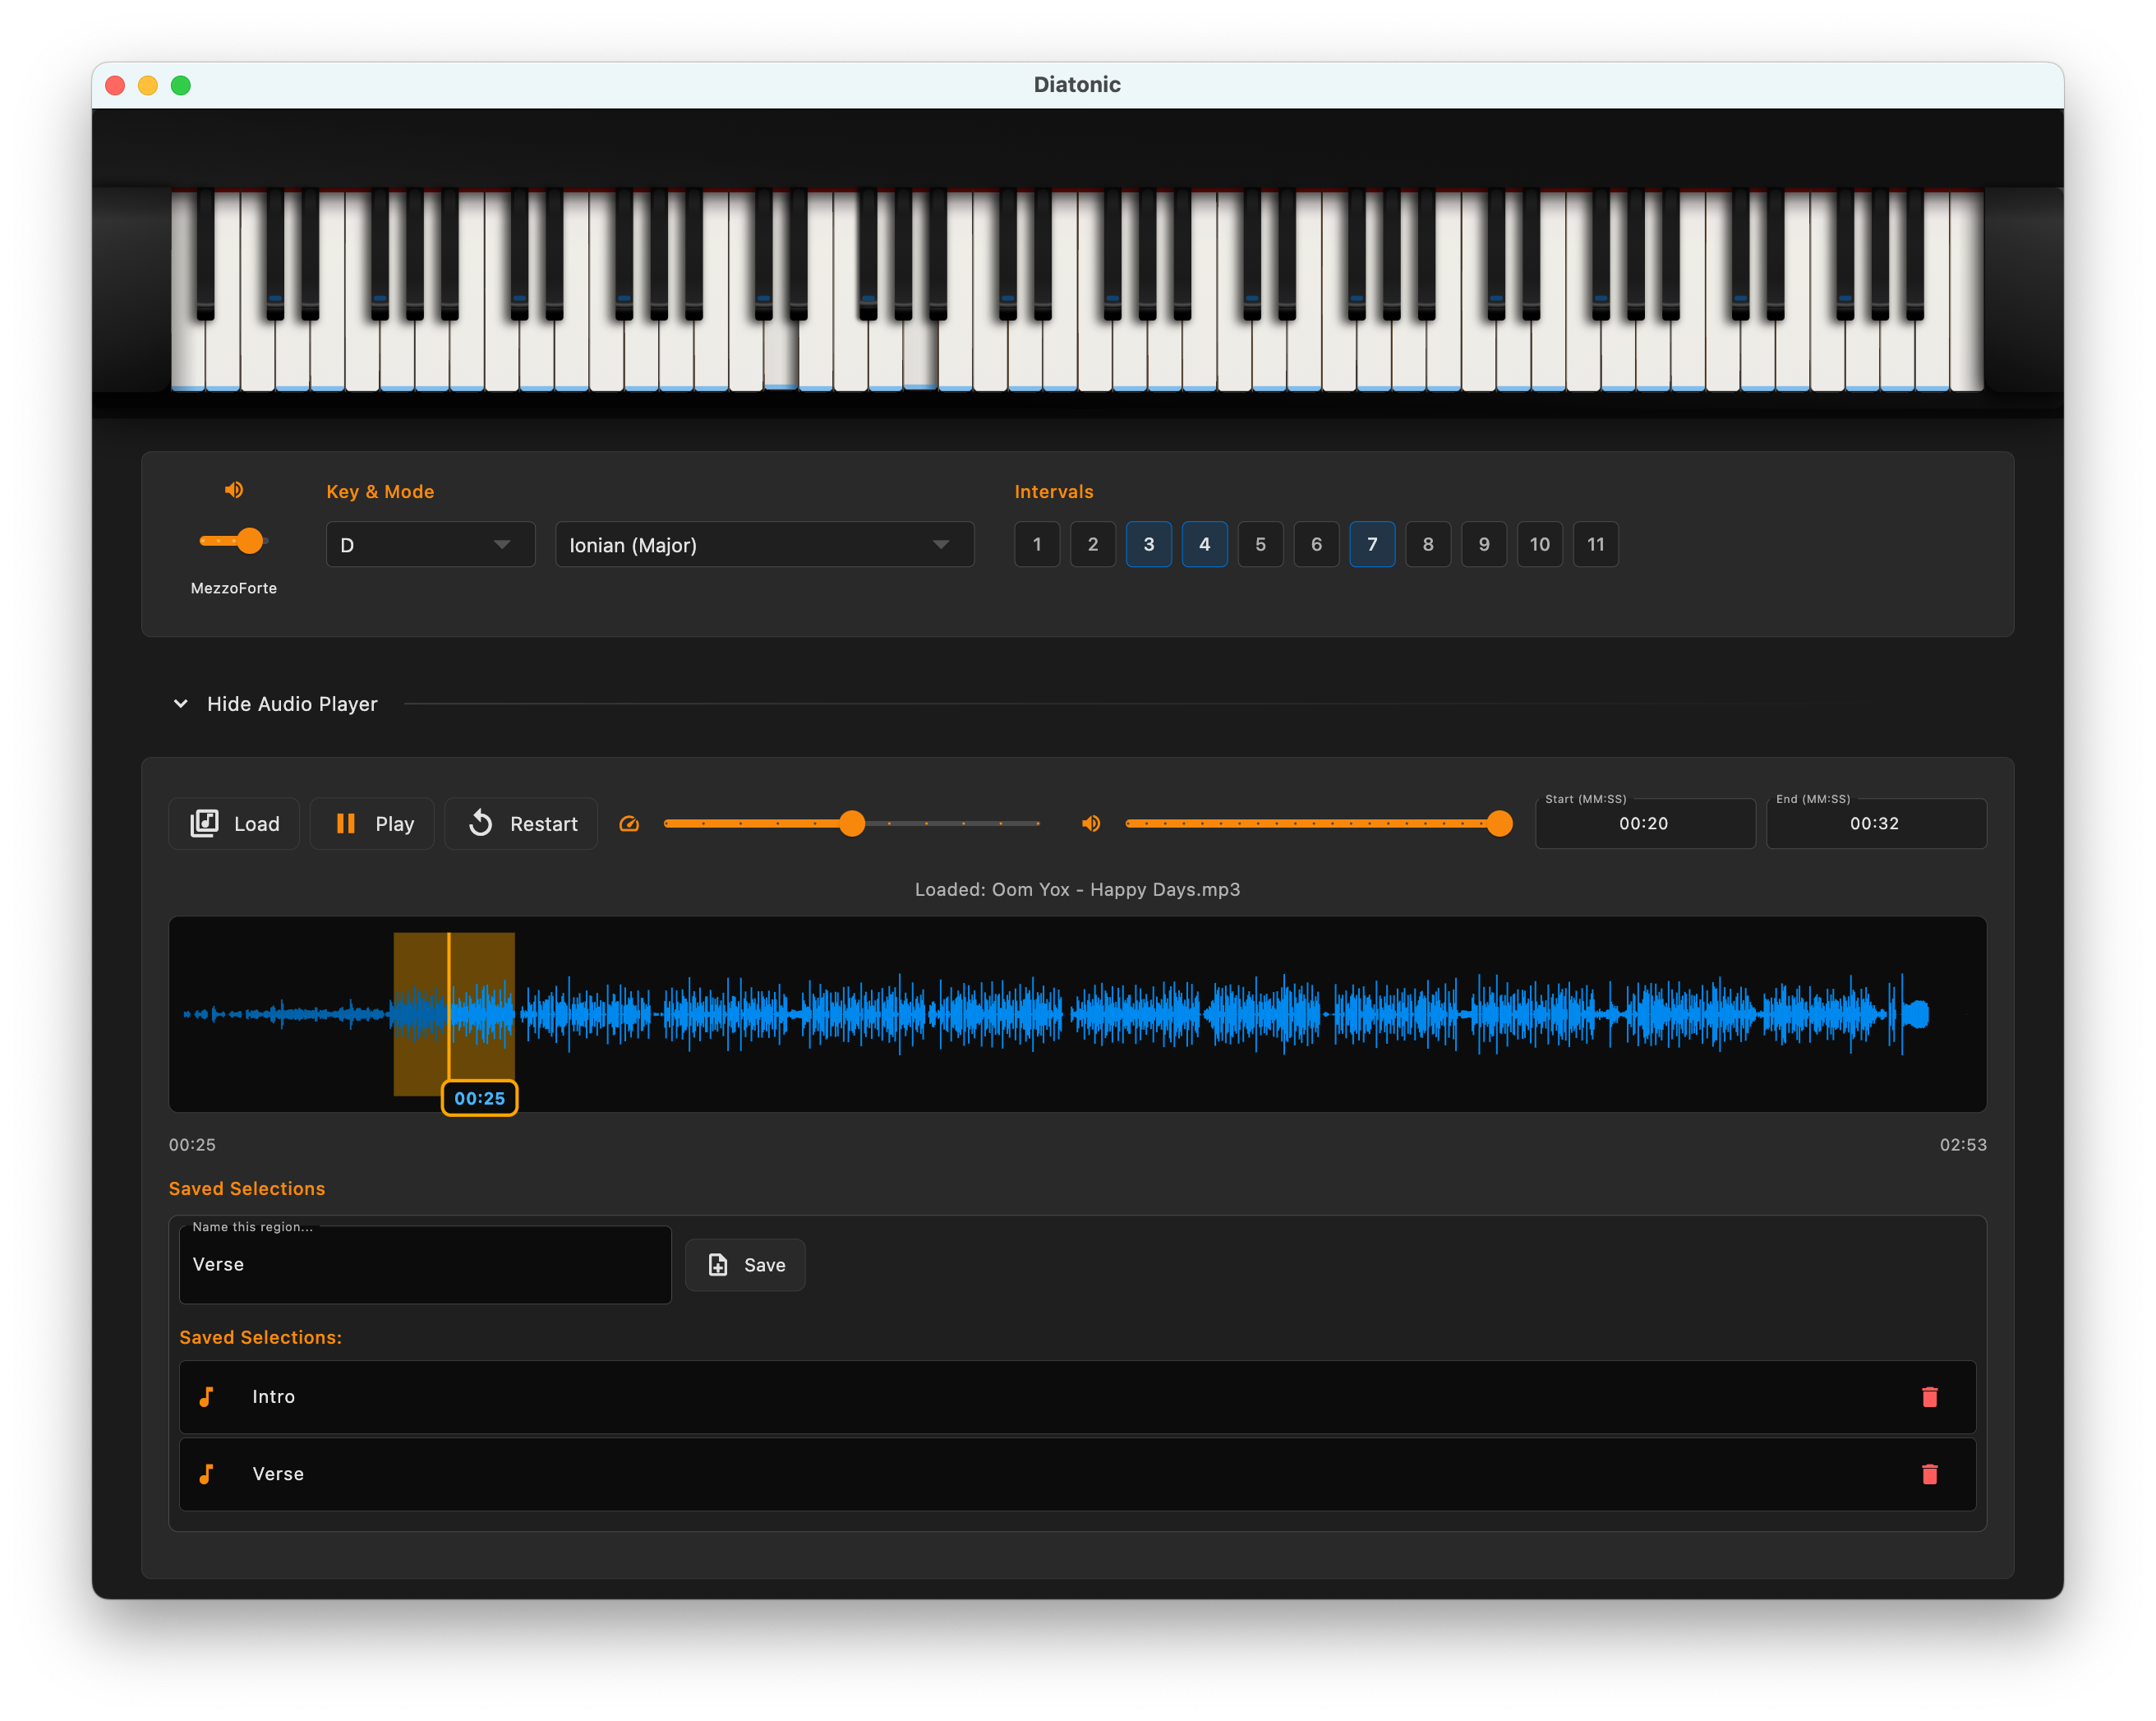 Diatonic
Key & Mode
Intervals
D
Ionian (Major)
1 2 3 4 5 6 7 8 9 10 11
MezzoForte
Hide Audio Player
Load
Play
Restart
Start (MM:SS)
00:20
End (MM:SS)
00:32
Loaded: Oom Yox - Happy Days.mp3
00:25
00:25
02:53
Saved Selections
Name this region...
Verse
Save
Saved Selections:
Intro
Verse